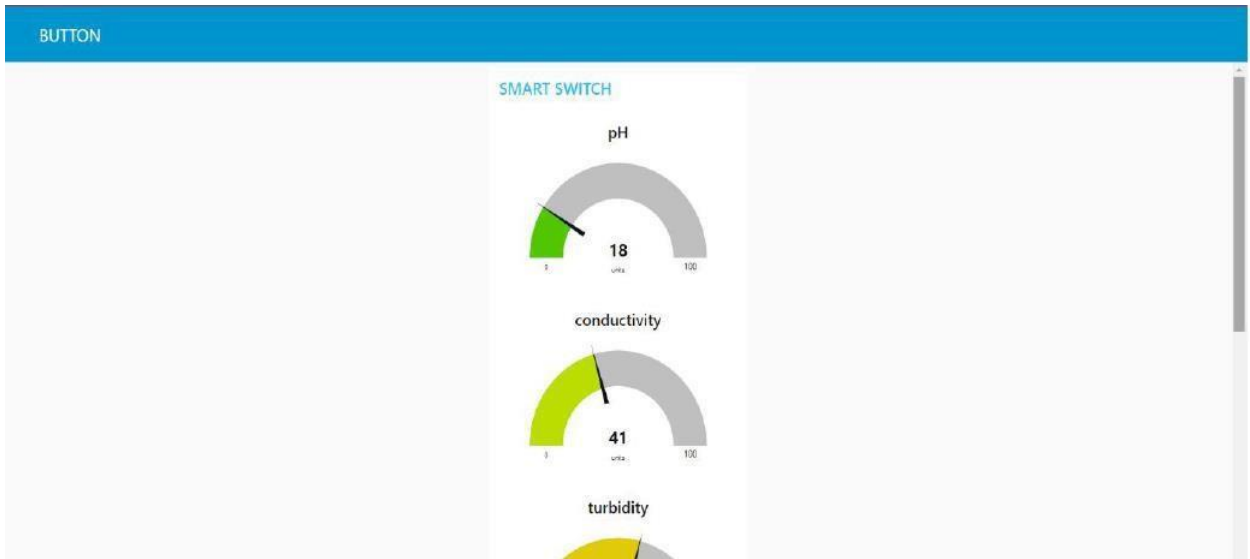 BUTTON
SMART SWITCH
pH
18
units
0
100
conductivity
41
units
0
100
turbidity